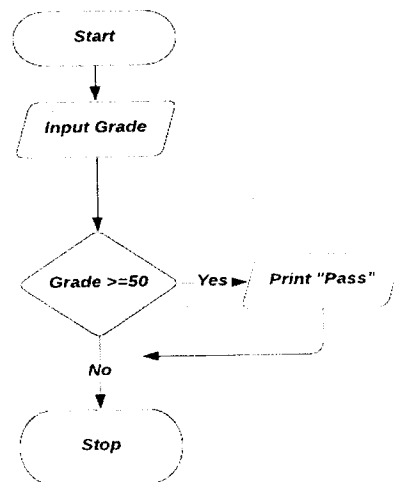 Start
Input Grade
Grade >=50
Yes
Print "Pass"
No
Stop